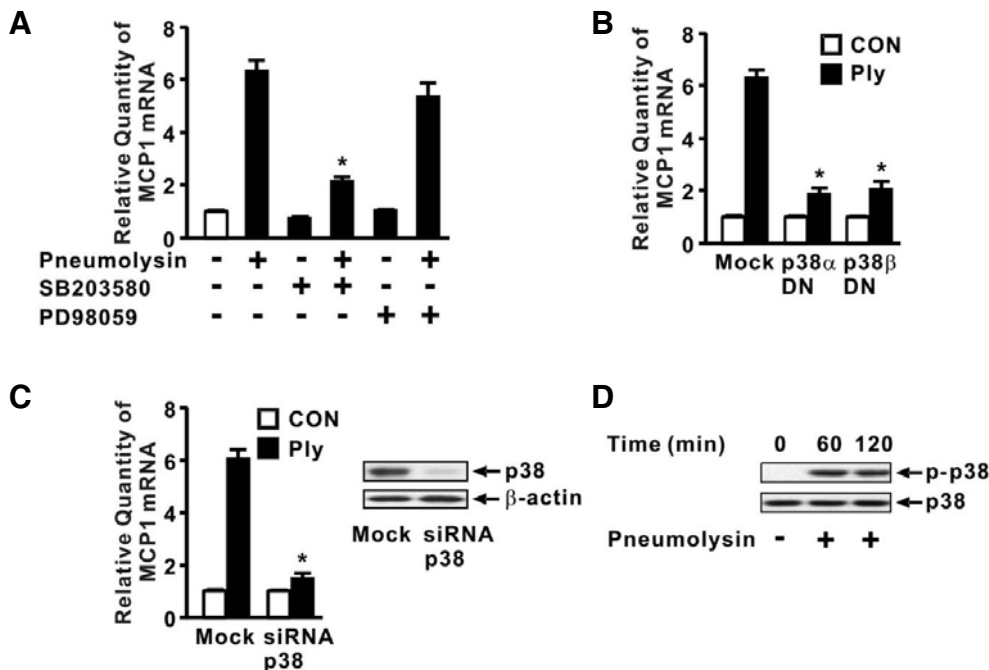 A
Relative Quantity of
MCP1 mRNA
8
6
4
2
0
*
Pneumolysin - + - + - +
SB203580 - - + + - -
PD98059 - - - - + +
B
Relative Quantity of
MCP1 mRNA
8
6
4
2
0
CON
Ply
* *
Mock p38α p38β
DN DN
C
Relative Quantity of
MCP1 mRNA
8
6
4
2
0
CON
Ply
*
Mock siRNA
p38
p38
β-actin
Mock siRNA
p38
D
Time (min) 0 60 120
p-p38
p38
Pneumolysin - + +